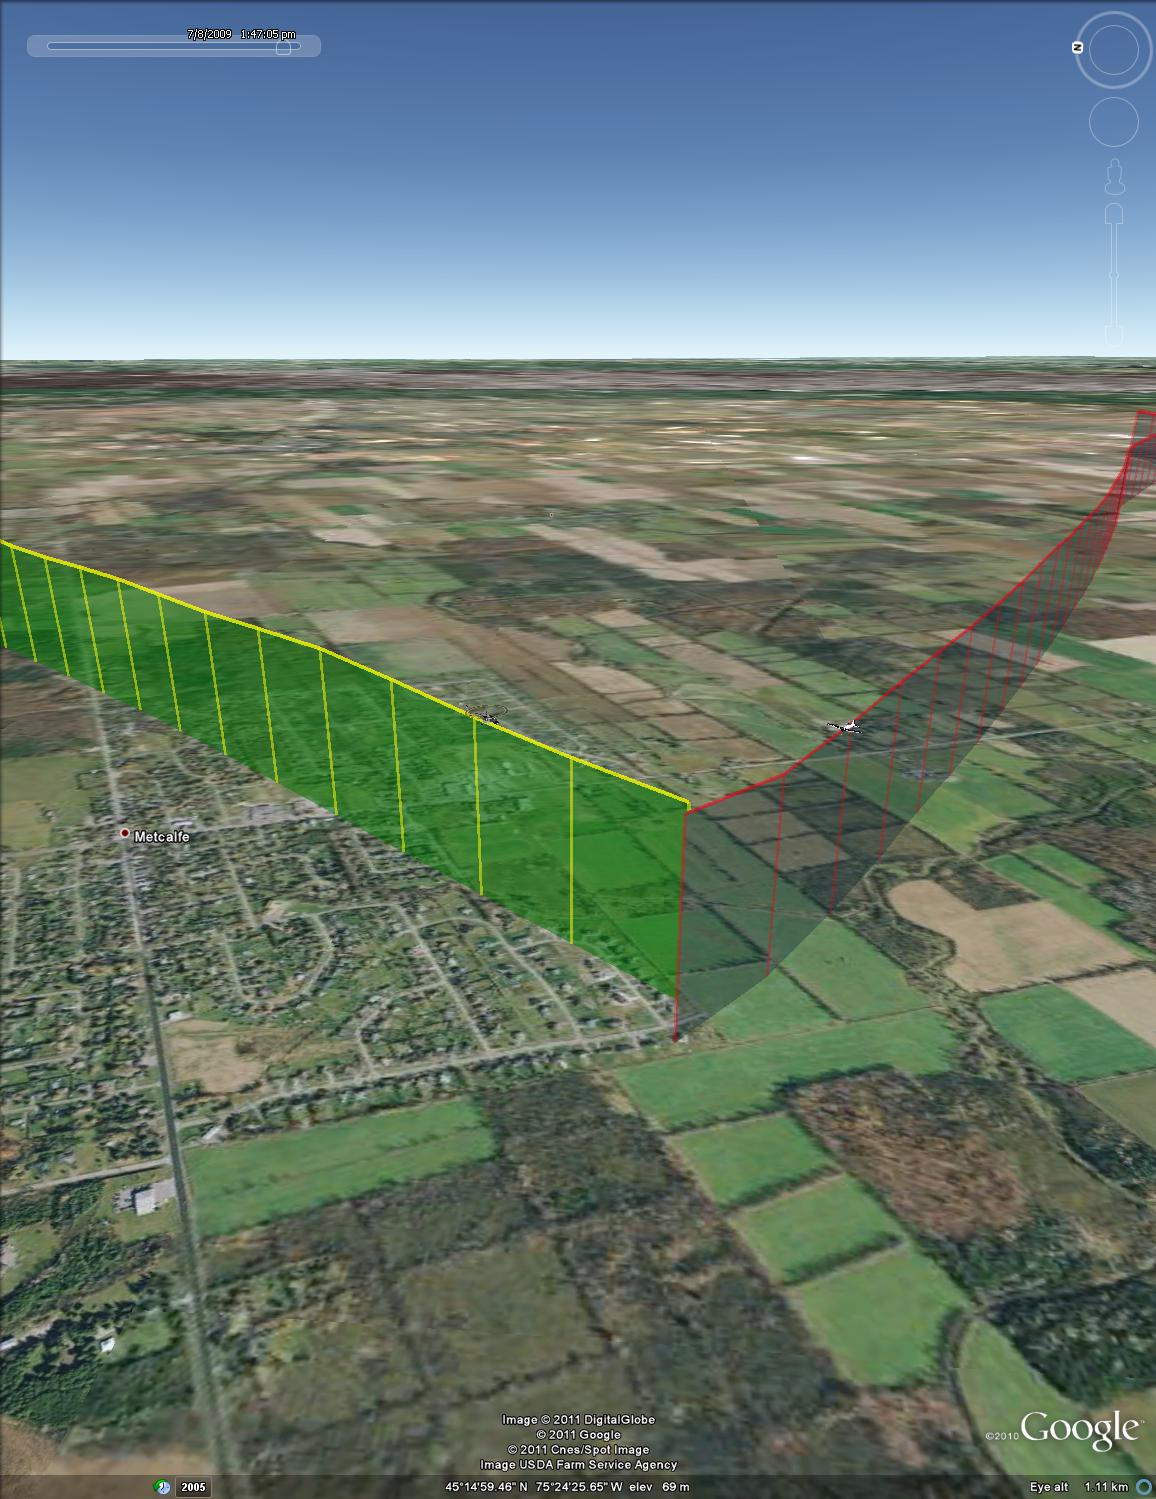 7/8/2009 1:47:05 pm
N
Metcalfe
Image © 2011 DigitalGlobe
© 2011 Google
© 2011 Cnes/Spot Image
Image USDA Farm Service Agency
©2010 Google™
2005
45°14'59.46" N 75°24'25.65" W elev 69 m
Eye alt 1.11 km